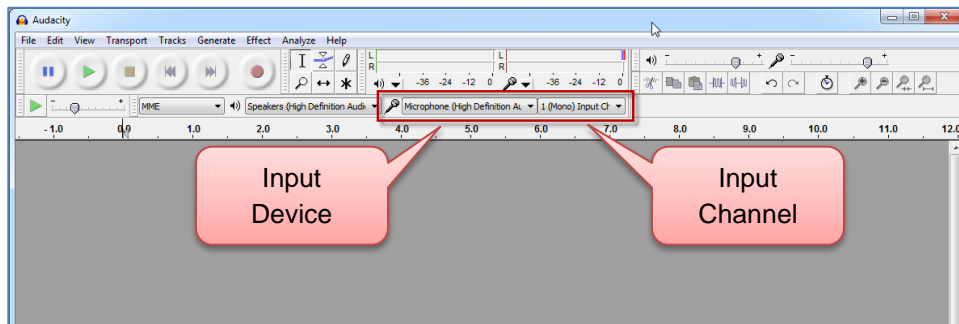 Audacity
File Edit View Transport Tracks Generate Effect Analyze Help
L
R
L
R
-36 -24 -12 0
-36 -24 -12 0
MME
Speakers (High Definition Audi
Microphone (High Definition Au
1 (Mono) Input Ch
- 1.0 0.0 1.0 2.0 3.0 4.0 5.0 6.0 7.0 8.0 9.0 10.0 11.0 12.0
Input
Device
Input
Channel